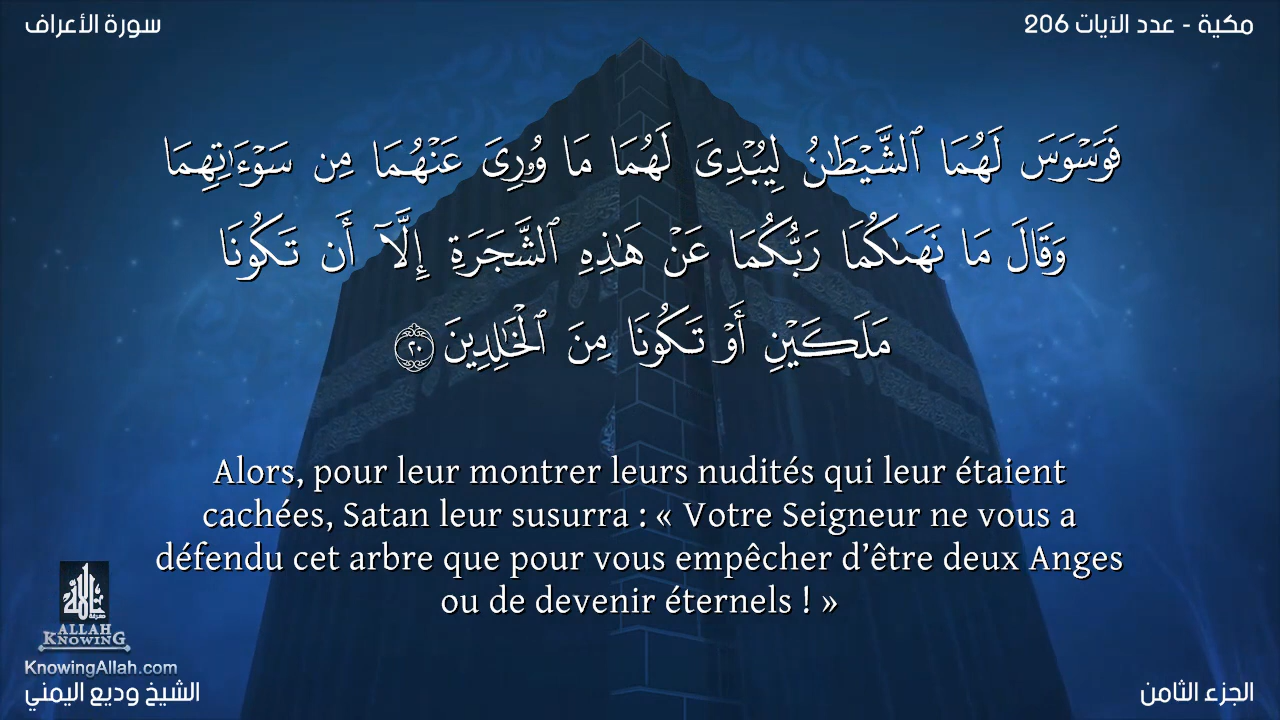 سورة الأعراف
مكية - عدد الآيات 206
فَوَسْوَسَ لَهُمَا ٱلشَّيْطَٰنُ لِيُبْدِىَ لَهُمَا مَا وُۥرِىَ عَنْهُمَا مِن سَوْءَٰتِهِمَا
وَقَالَ مَا نَهَىٰكُمَا رَبُّكُمَا عَنْ هَٰذِهِ ٱلشَّجَرَةِ إِلَّآ أَن تَكُونَا
مَلَكَيْنِ أَوْ تَكُونَا مِنَ ٱلْخَٰلِدِينَ ٢٠
Alors, pour leur montrer leurs nudités qui leur étaient
cachées, Satan leur susurra : « Votre Seigneur ne vous a
défendu cet arbre que pour vous empêcher d’être deux Anges
ou de devenir éternels ! »
ALLAH
KNOWING
KnowingAllah.com
الشيخ وديع اليمني
الجزء الثامن